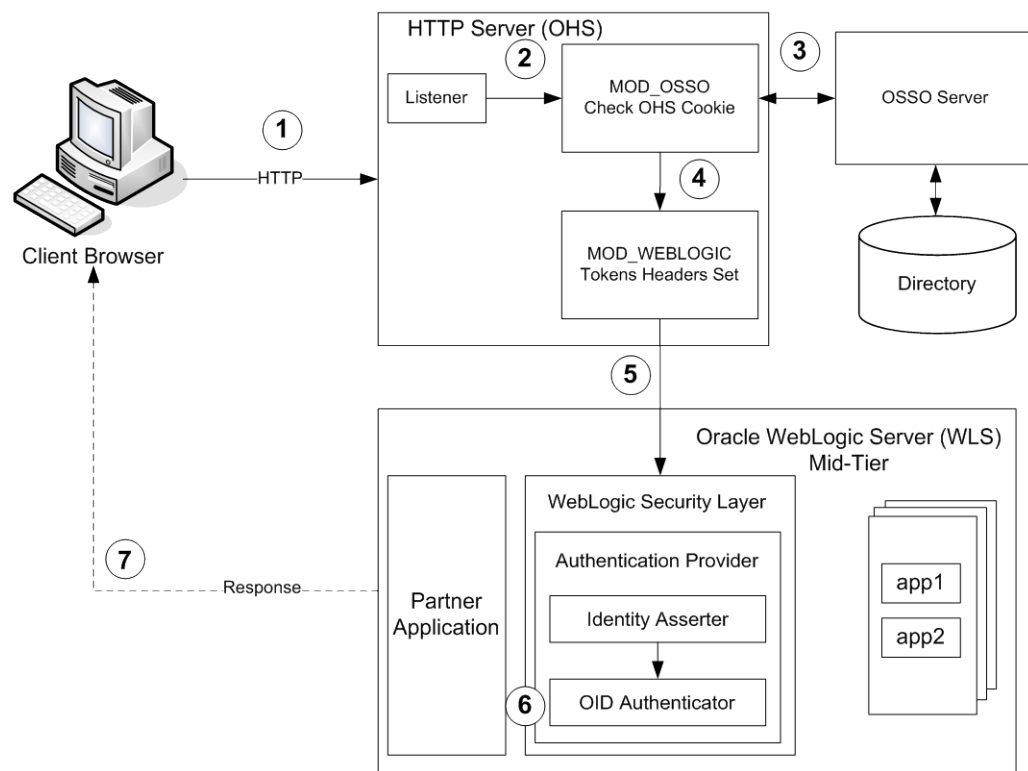 HTTP Server (OHS)
2
3
Listener
MOD_OSSO
Check OHS Cookie
OSSO Server
1
HTTP
4
Client Browser
MOD_WEBLOGIC
Tokens Headers Set
Directory
5
Oracle WebLogic Server (WLS)
Mid-Tier
WebLogic Security Layer
7
Response
Partner
Application
Authentication Provider
Identity Asserter
6
OID Authenticator
app1
app2